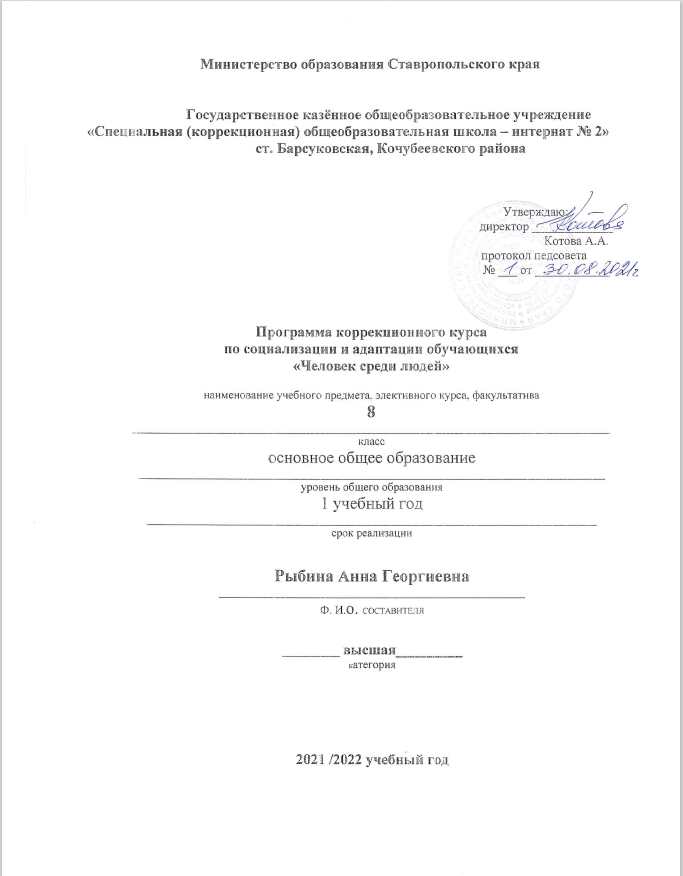 Министерство образования Ставропольского края
Государственное казённое общеобразовательное учреждение
«Специальная (коррекционная) общеобразовательная школа – интернат № 2»
ст. Барсуковская, Кочубеевского района
Утверждаю:
директор Котова
Котова А.А.
протокол педсовета
№ 1 от 30.08.2021г
Программа коррекционного курса
по социализации и адаптации обучающихся
«Человек среди людей»
наименование учебного предмета, элективного курса, факультатива
8
класс
основное общее образование
уровень общего образования
1 учебный год
срок реализации
Рыбина Анна Георгиевна
Ф. И.О. составителя
высшая
категория
2021 /2022 учебный год